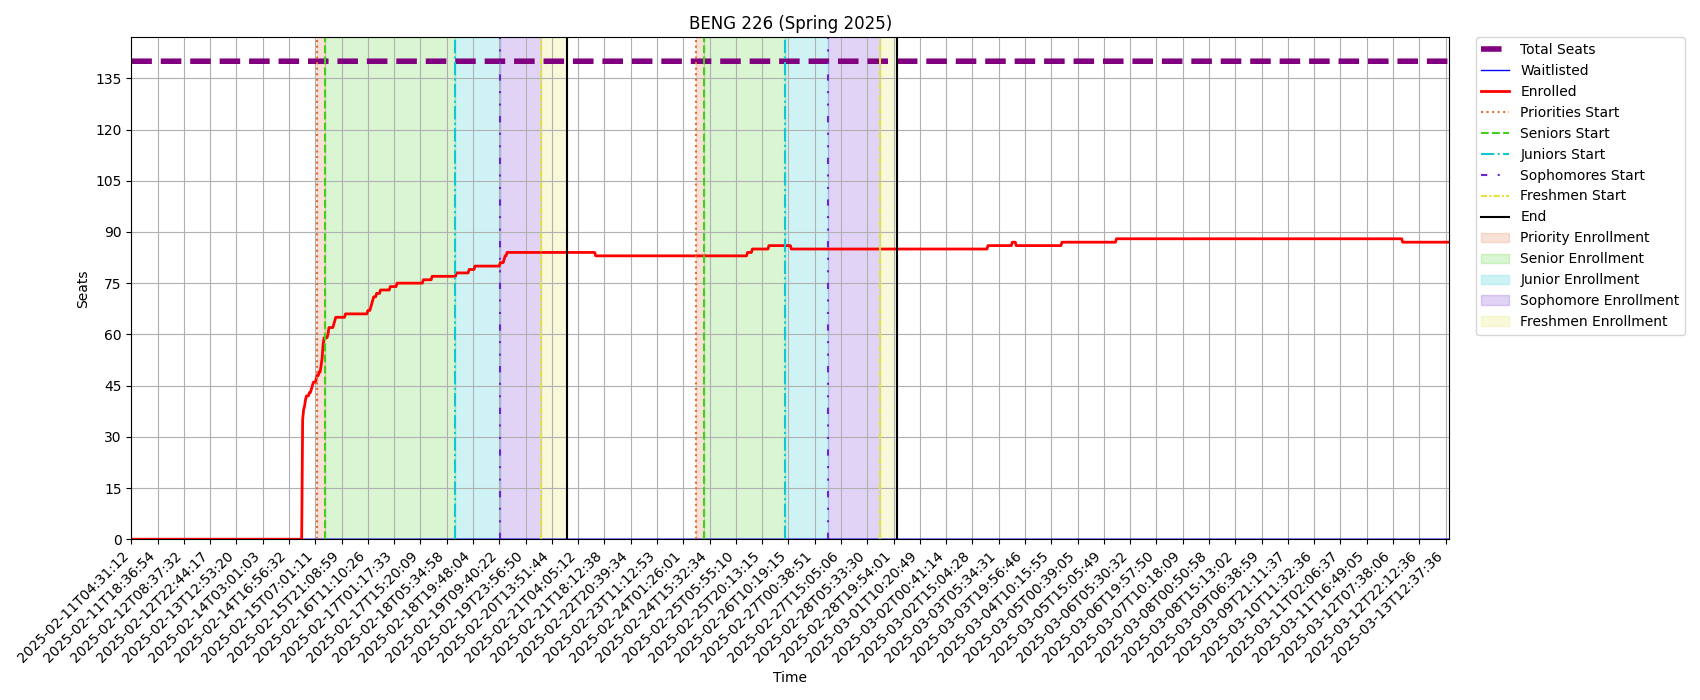 BENG 226 (Spring 2025)
Total Seats
Waitlisted
Enrolled
Priorities Start
Seniors Start
Juniors Start
Sophomores Start
Freshmen Start
End
Priority Enrollment
Senior Enrollment
Junior Enrollment
Sophomore Enrollment
Freshmen Enrollment
Seats
135
120
105
90
75
60
45
30
15
0
2025-02-11T04:31:12
2025-02-11T18:36:54
2025-02-12T08:37:32
2025-02-12T22:44:17
2025-02-13T12:53:20
2025-02-14T03:01:03
2025-02-14T16:56:32
2025-02-15T07:01:11
2025-02-15T21:08:59
2025-02-16T11:10:26
2025-02-17T01:17:33
2025-02-17T15:20:09
2025-02-18T05:34:58
2025-02-18T19:48:04
2025-02-19T09:40:22
2025-02-19T23:56:50
2025-02-20T13:51:44
2025-02-21T04:05:12
2025-02-21T18:12:38
2025-02-22T20:39:34
2025-02-23T11:12:53
2025-02-24T01:26:01
2025-02-24T15:32:34
2025-02-25T05:55:10
2025-02-25T20:13:15
2025-02-26T10:19:15
2025-02-27T00:38:51
2025-02-27T15:05:06
2025-02-28T05:33:30
2025-02-28T19:54:01
2025-03-01T10:20:49
2025-03-02T00:41:14
2025-03-02T15:04:28
2025-03-03T05:34:31
2025-03-03T19:56:46
2025-03-04T10:15:55
2025-03-05T00:39:05
2025-03-05T15:05:49
2025-03-06T05:30:32
2025-03-06T19:57:50
2025-03-07T10:18:09
2025-03-08T00:50:58
2025-03-08T15:13:02
2025-03-09T06:38:59
2025-03-09T21:11:37
2025-03-10T11:32:36
2025-03-11T02:06:37
2025-03-11T16:49:05
2025-03-12T07:38:06
2025-03-12T22:12:36
2025-03-13T12:37:36
Time